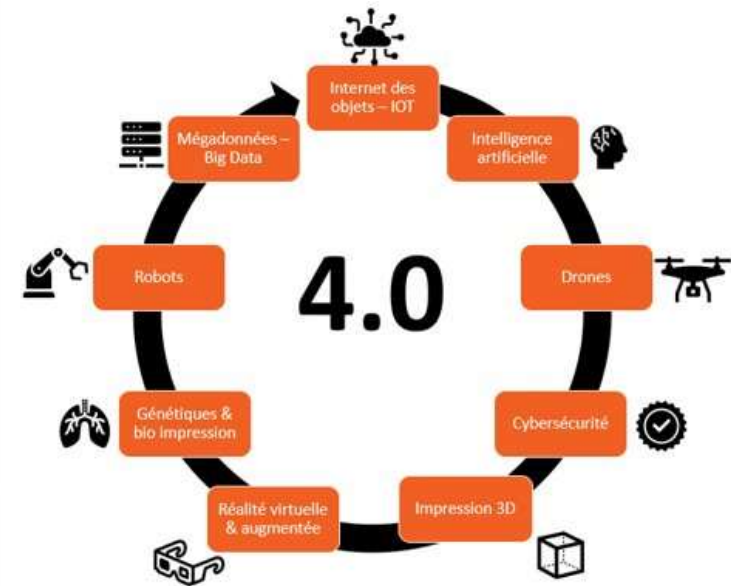 Internet des
objets – IOT
Intelligence
artificielle
Drones
Cybersécurité
Impression 3D
Réalité virtuelle
& augmentée
Génétiques &
bio impression
Robots
Mégadonnées –
Big Data
4.0